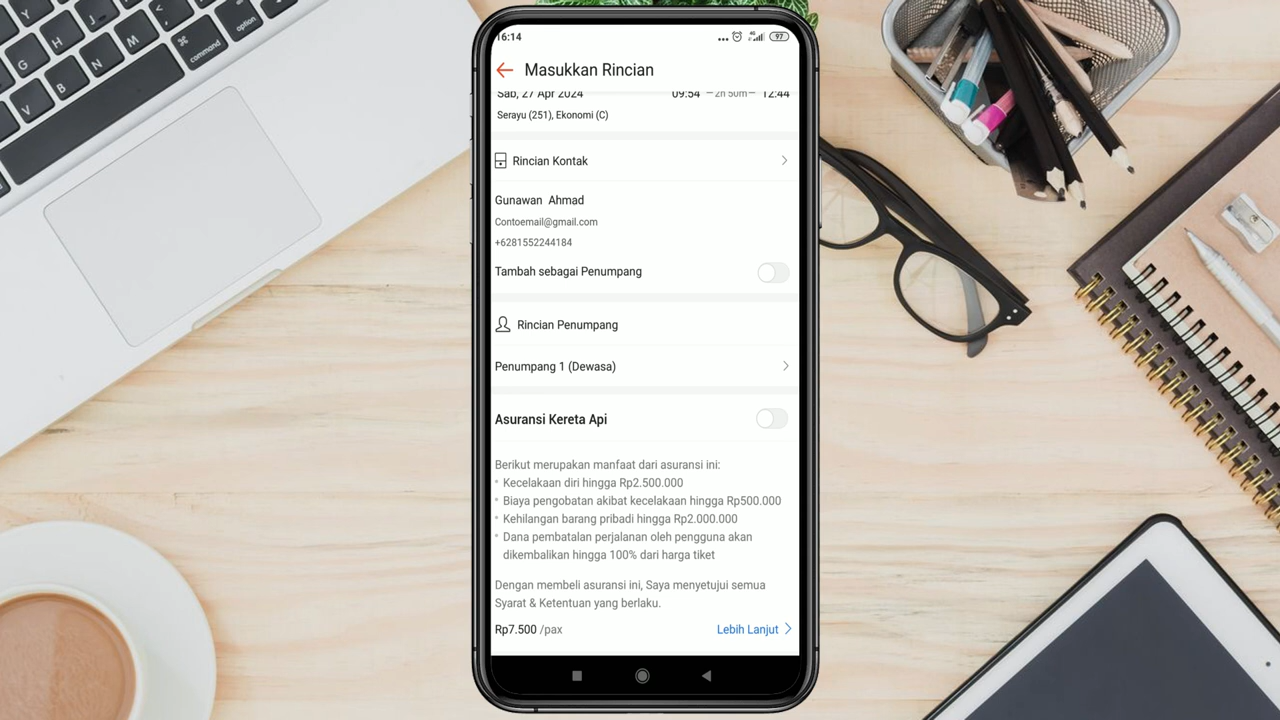 16:14
4G
97
Masukkan Rincian
Sab, 27 Apr 2024
09:54 — 2h 50m — 12:44
Serayu (251), Ekonomi (C)
Rincian Kontak
Gunawan Ahmad
Contoemail@gmail.com
+6281552244184
Tambah sebagai Penumpang
Rincian Penumpang
Penumpang 1 (Dewasa)
Asuransi Kereta Api
Berikut merupakan manfaat dari asuransi ini:
Kecelakaan diri hingga Rp2.500.000
Biaya pengobatan akibat kecelakaan hingga Rp500.000
Kehilangan barang pribadi hingga Rp2.000.000
Dana pembatalan perjalanan oleh pengguna akan
dikembalikan hingga 100% dari harga tiket
Dengan membeli asuransi ini, Saya menyetujui semua
Syarat & Ketentuan yang berlaku.
Rp7.500 /pax
Lebih Lanjut
G
H
J
V
B
N
M
command
option